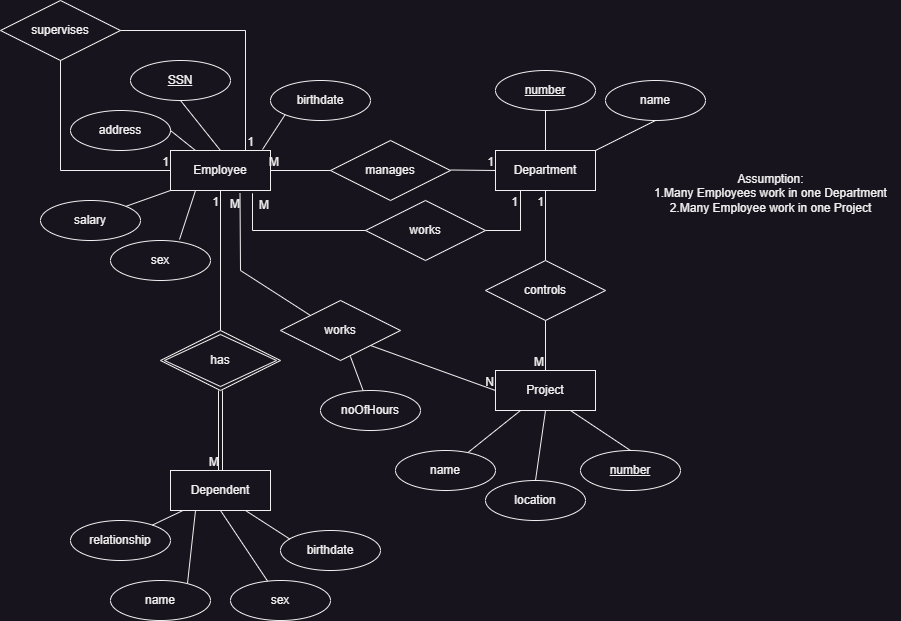 supervises
SSN
birthdate
number
name
address
1
1
Employee
M
manages
1
Department
Assumption:
1.Many Employees work in one Department
2.Many Employee work in one Project
1
M
M
1
1
salary
works
sex
controls
works
has
M
N
Project
noOfHours
M
name
number
Dependent
location
relationship
birthdate
name
sex